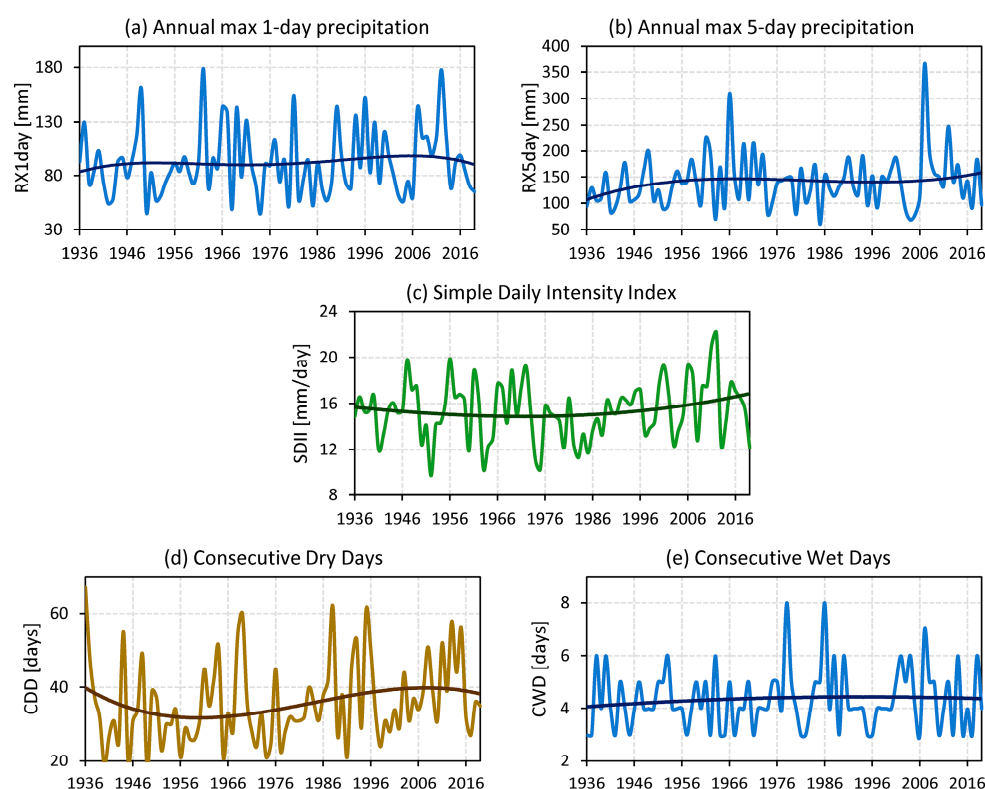 (a) Annual max 1-day precipitation
RX1day [mm]
180
130
80
30
1936 1946 1956 1966 1976 1986 1996 2006 2016
(b) Annual max 5-day precipitation
RX5day [mm]
400
350
300
250
200
150
100
50
1936 1946 1956 1966 1976 1986 1996 2006 2016
(c) Simple Daily Intensity Index
SDII [mm/day]
24
20
16
12
8
1936 1946 1956 1966 1976 1986 1996 2006 2016
(d) Consecutive Dry Days
CDD [days]
60
40
20
1936 1946 1956 1966 1976 1986 1996 2006 2016
(e) Consecutive Wet Days
CWD [days]
8
6
4
2
1936 1946 1956 1966 1976 1986 1996 2006 2016